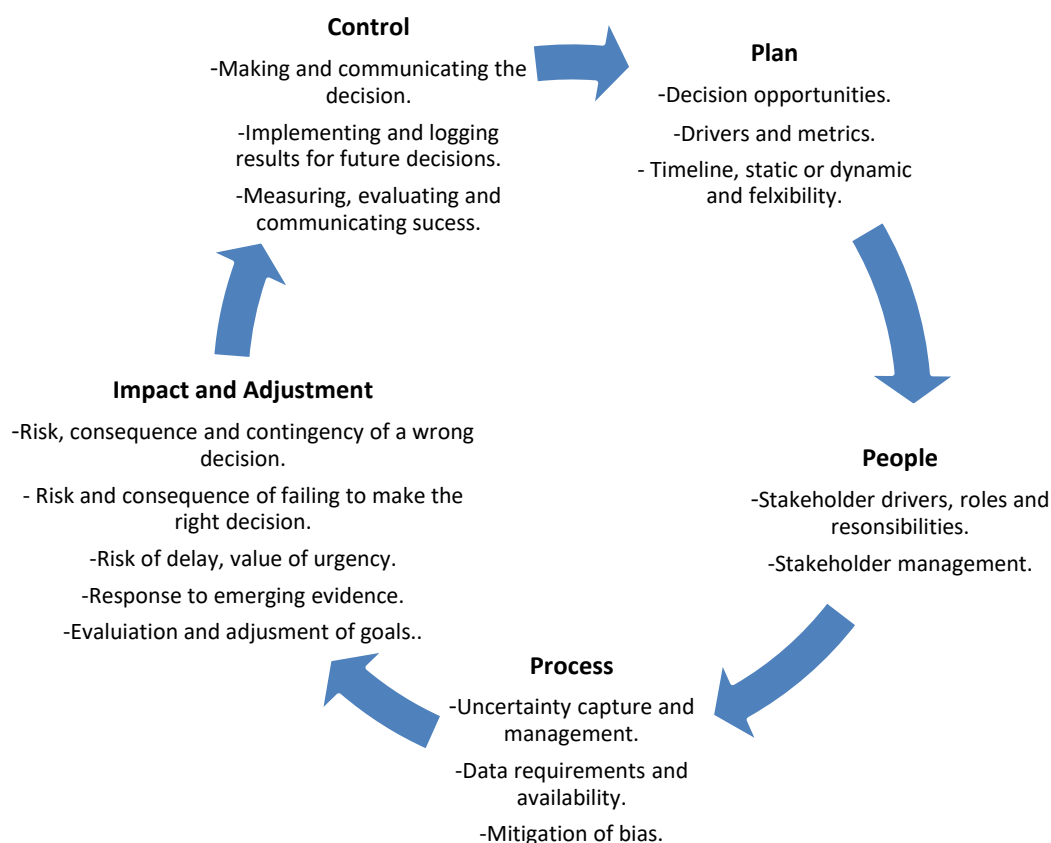 Control
-Making and communicating the
decision.
-Implementing and logging
results for future decisions.
-Measuring, evaluating and
communicating sucess.
Plan
-Decision opportunities.
-Drivers and metrics.
- Timeline, static or dynamic
and felxibility.
People
-Stakeholder drivers, roles and
resonsibilities.
-Stakeholder management.
Process
-Uncertainty capture and
management.
-Data requirements and
availability.
-Mitigation of bias.
Impact and Adjustment
-Risk, consequence and contingency of a wrong
decision.
- Risk and consequence of failing to make the
right decision.
-Risk of delay, value of urgency.
-Response to emerging evidence.
-Evaluiation and adjusment of goals..